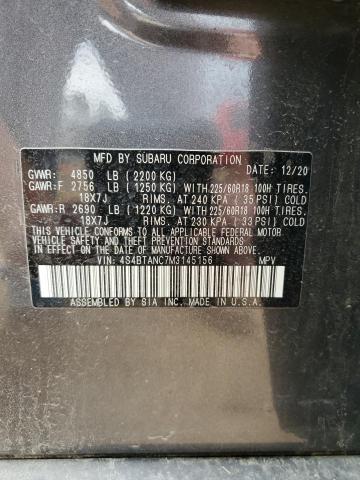 MFD BY SUBARU CORPORATION DATE: 12/20
GVWR: 4850 LB (2200 KG)
GAWR:F 2756 LB (1250 KG) WITH 225/60R18 100H TIRES.
18X7J RIMS. AT 240 KPA (35 PSI) COLD
GAWR:R 2690 LB (1220 KG) WITH 225/60R18 100H TIRES.
18X7J RIMS. AT 230 KPA (33 PSI) COLD
THIS VEHICLE CONFORMS TO ALL APPLICABLE FEDERAL
MOTOR VEHICLE SAFETY STANDARDS IN EFFECT ON THE
DATE OF MANUFACTURE SHOWN ABOVE.
VIN: 4S4BTANC7M3145156 MPV
ASSEMBLED BY SIA INC. MADE IN U.S.A.